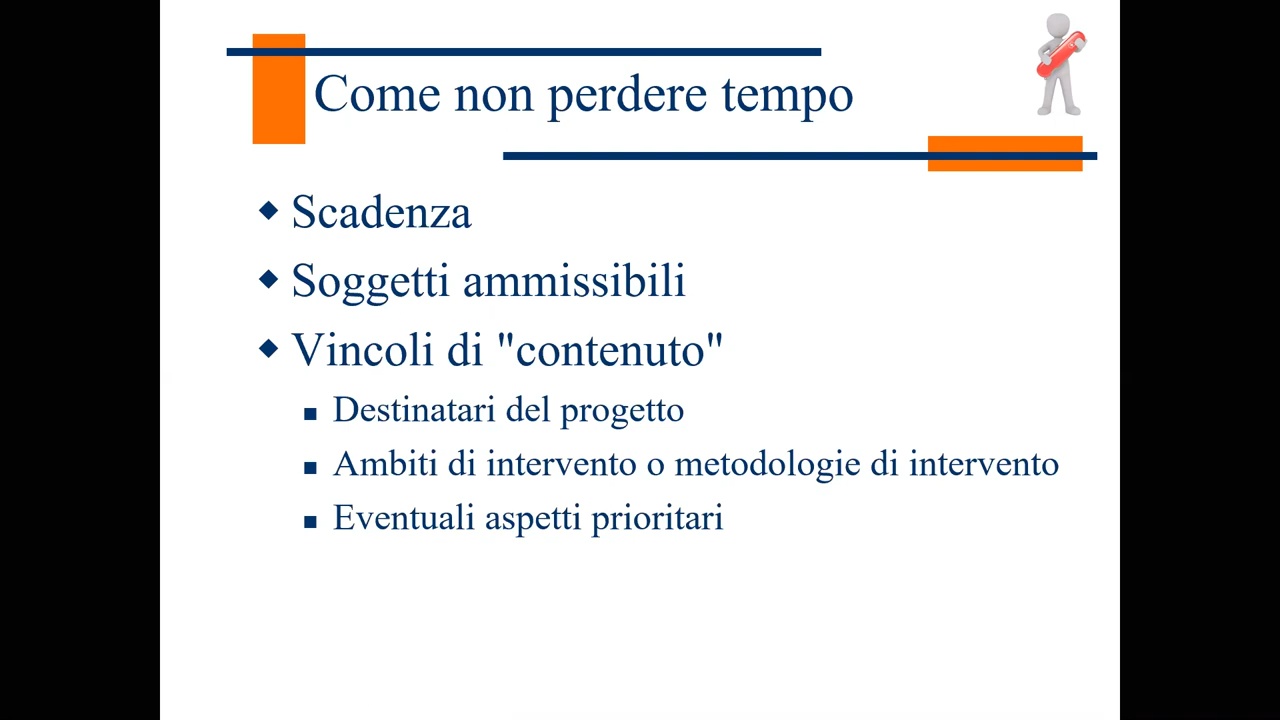 Come non perdere tempo
Scadenza
Soggetti ammissibili
Vincoli di "contenuto"
Destinatari del progetto
Ambiti di intervento o metodologie di intervento
Eventuali aspetti prioritari